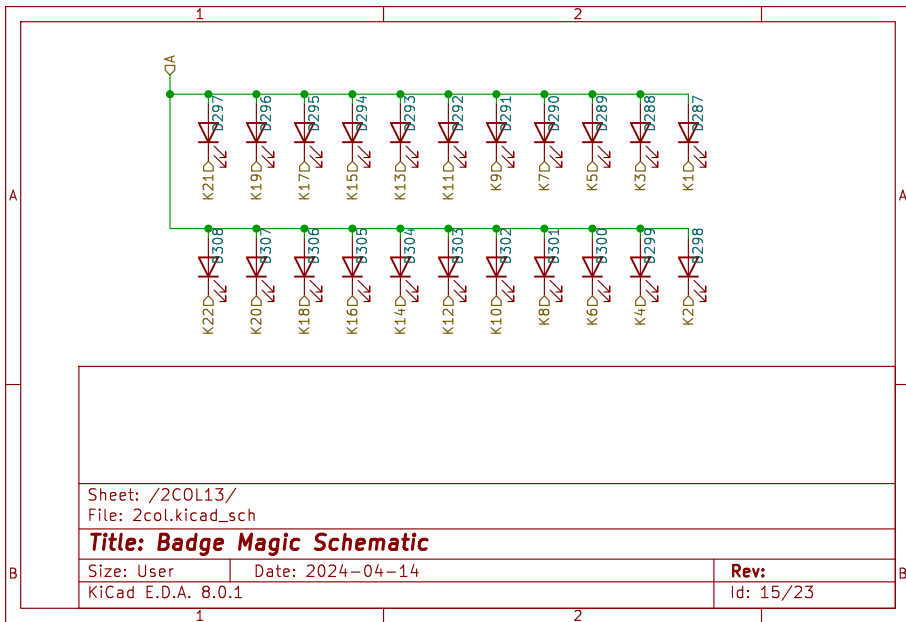 1 2
A
D297 D296 D295 D294 D293 D292 D291 D290 D289 D288 D287
K21 K19 K17 K15 K13 K11 K9 K7 K5 K3 K1
A A
D308 D307 D306 D305 D304 D303 D302 D301 D300 D299 D298
K22 K20 K18 K16 K14 K12 K10 K8 K6 K4 K2
Sheet: /2COL13/
File: 2col.kicad_sch
Title: Badge Magic Schematic
B Size: User Date: 2024-04-14 Rev: B
KiCad E.D.A. 8.0.1 Id: 15/23
1 2